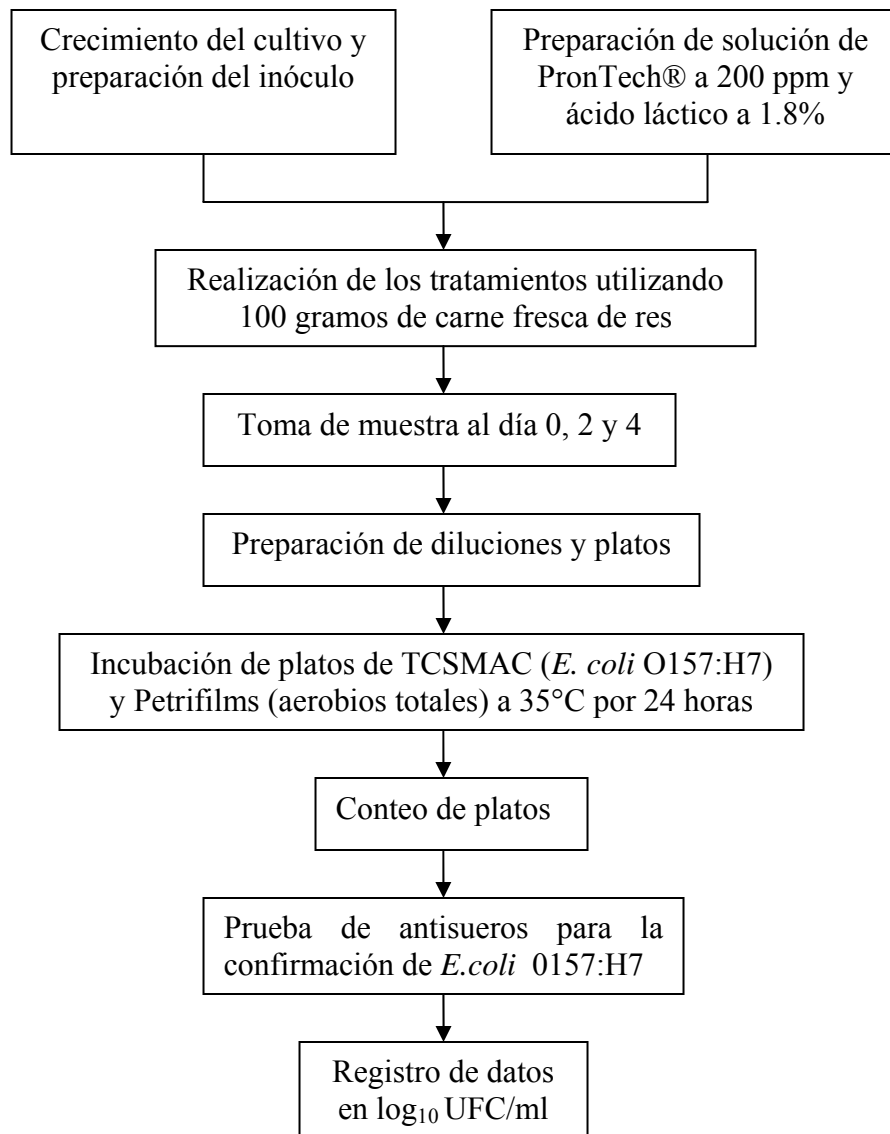 Crecimiento del cultivo y
preparación del inóculo
Preparación de solución de
PronTech® a 200 ppm y
ácido láctico a 1.8%
Realización de los tratamientos utilizando
100 gramos de carne fresca de res
Toma de muestra al día 0, 2 y 4
Preparación de diluciones y platos
Incubación de platos de TCSMAC (E. coli O157:H7)
y Petrifilms (aerobios totales) a 35°C por 24 horas
Conteo de platos
Prueba de antisueros para la
confirmación de E.coli 0157:H7
Registro de datos
en log₁₀ UFC/ml